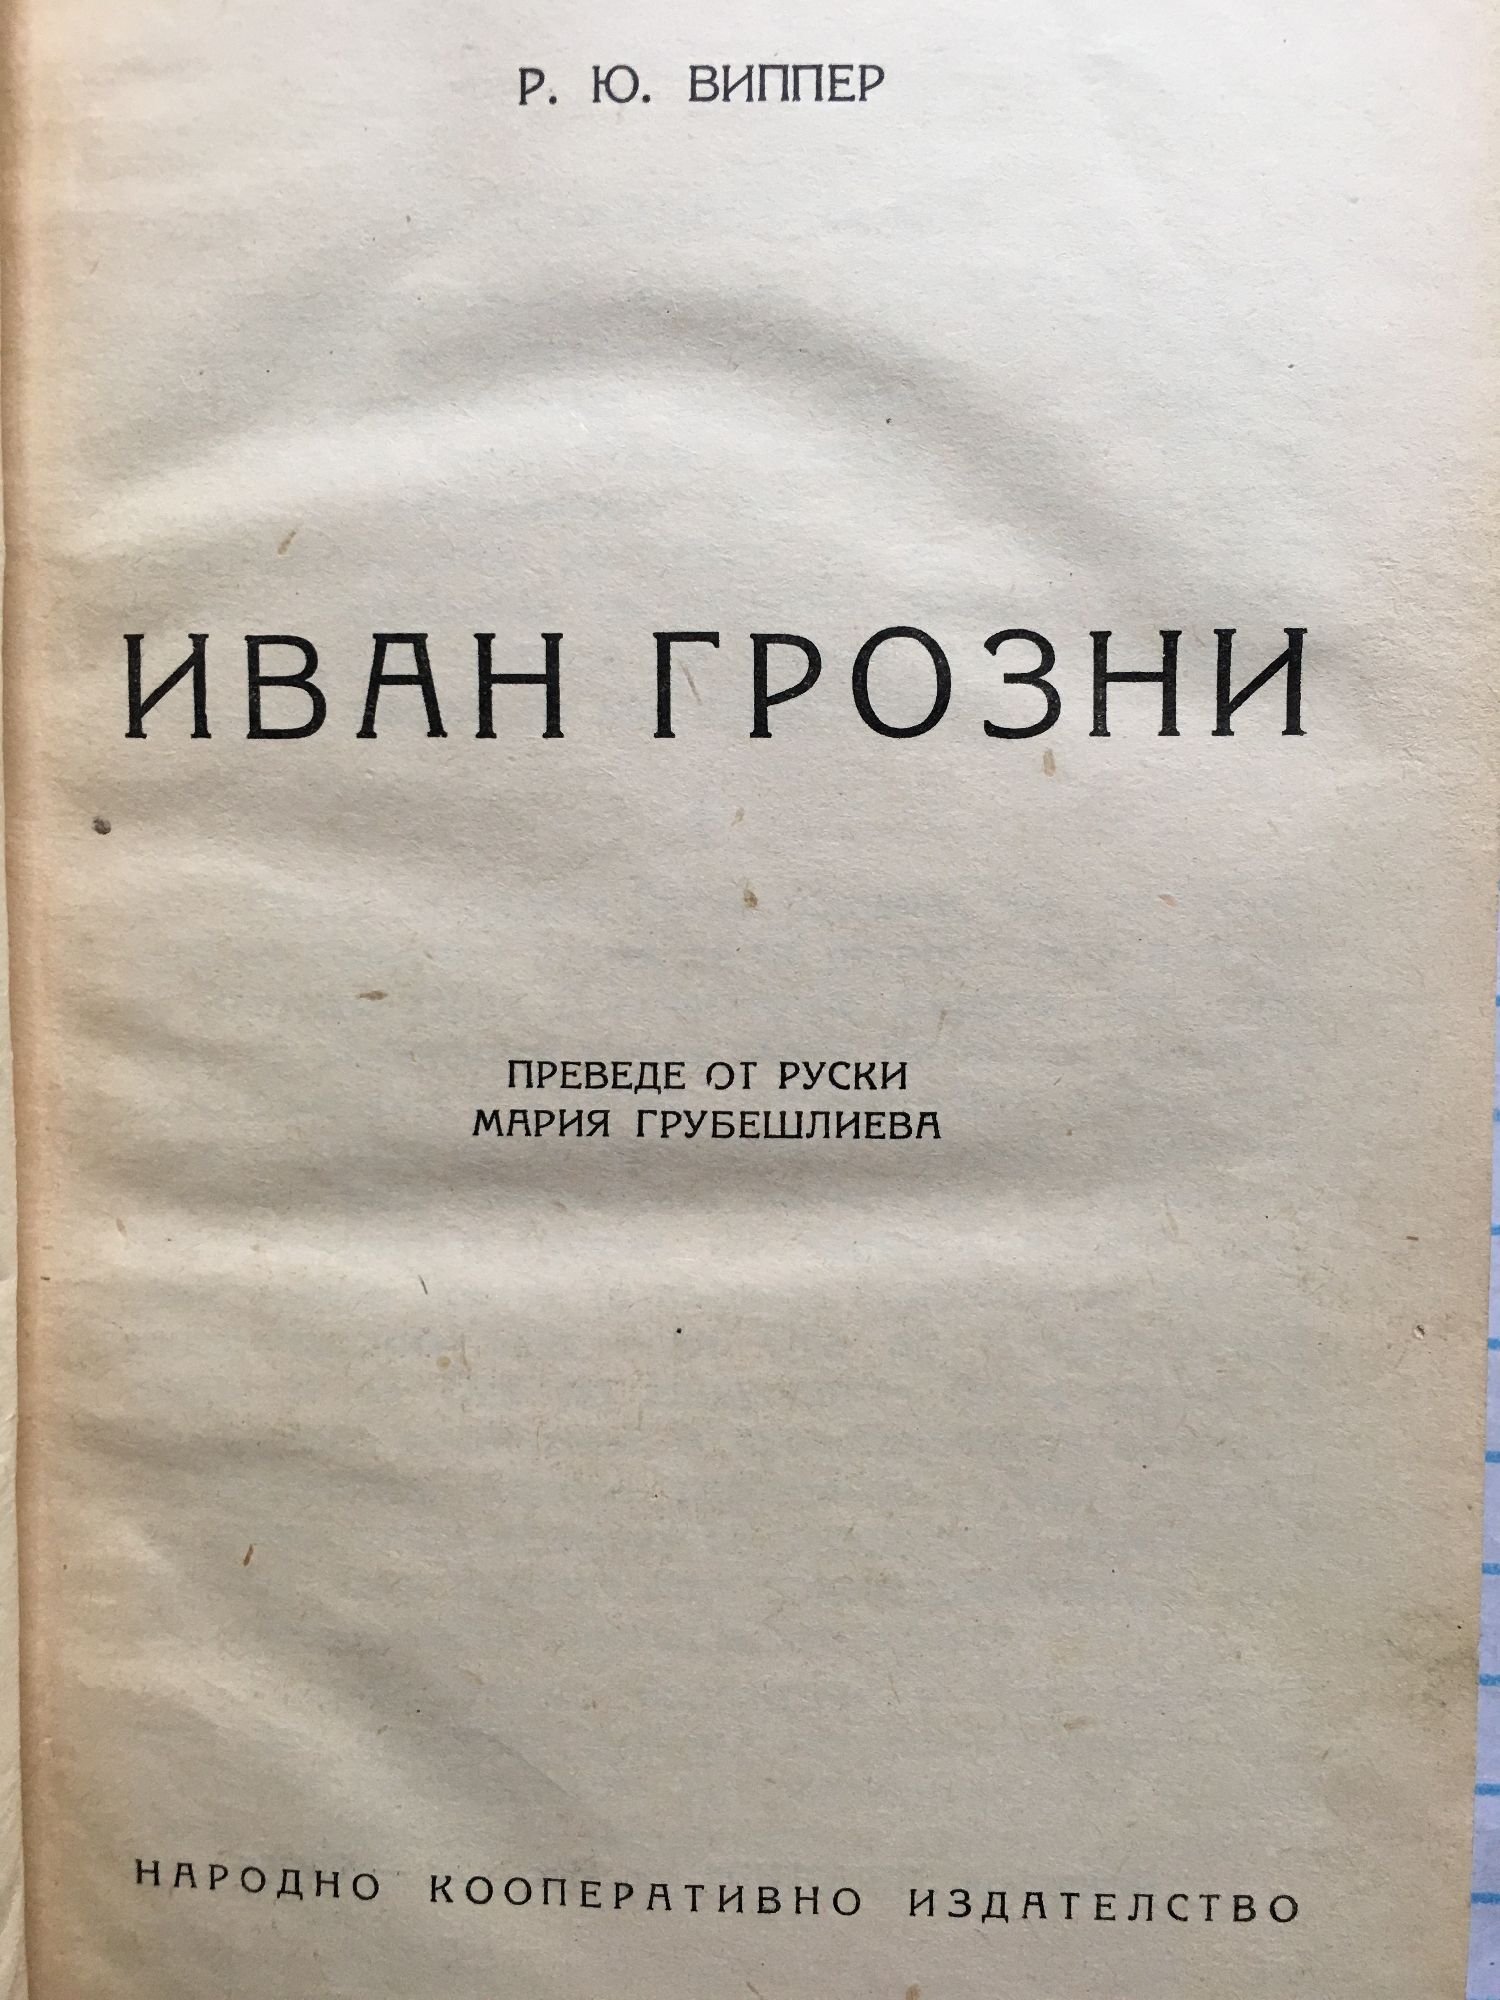 Р. Ю. ВИППЕР
ИВАН ГРОЗНИ
ПРЕВЕДЕ ОТ РУСКИ
МАРИЯ ГРУБЕШЛИЕВА
НАРОДНО КООПЕРАТИВНО ИЗДАТЕЛСТВО